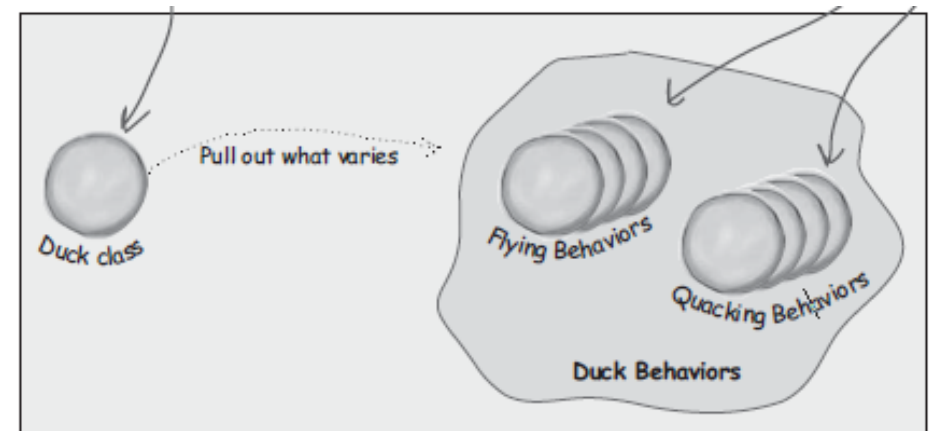 Pull out what varies
Duck class
Flying Behaviors
Quacking Behaviors
Duck Behaviors